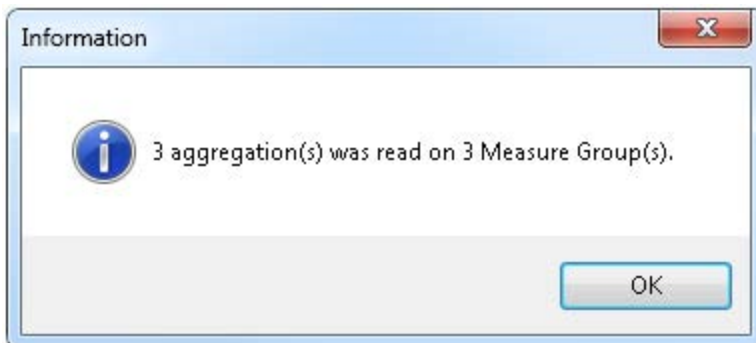 Information
3 aggregation(s) was read on 3 Measure Group(s).
OK